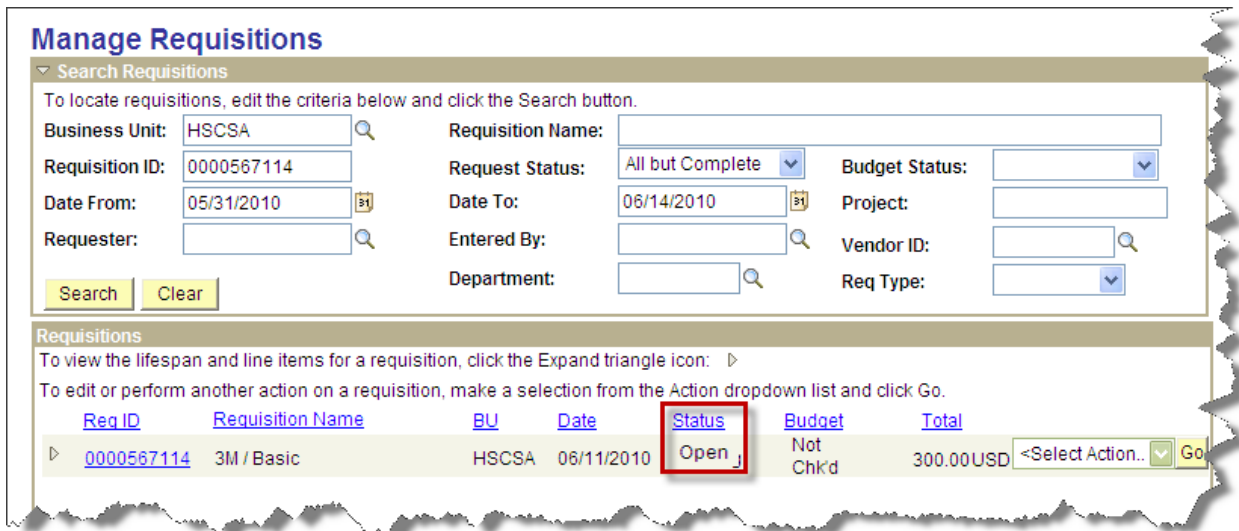 Manage Requisitions
Search Requisitions
To locate requisitions, edit the criteria below and click the Search button.
Business Unit: HSCSA Requisition Name:
Requisition ID: 0000567114 Request Status: All but Complete Budget Status:
Date From: 05/31/2010 31 Date To: 06/14/2010 31 Project:
Requester: Entered By: Vendor ID:
Department: Req Type:
Search Clear
Requisitions
To view the lifespan and line items for a requisition, click the Expand triangle icon:
To edit or perform another action on a requisition, make a selection from the Action dropdown list and click Go.
Req ID Requisition Name BU Date Status Budget Total
0000567114 3M / Basic HSCSA 06/11/2010 Open Not Chk'd 300.00USD <Select Action.. Go